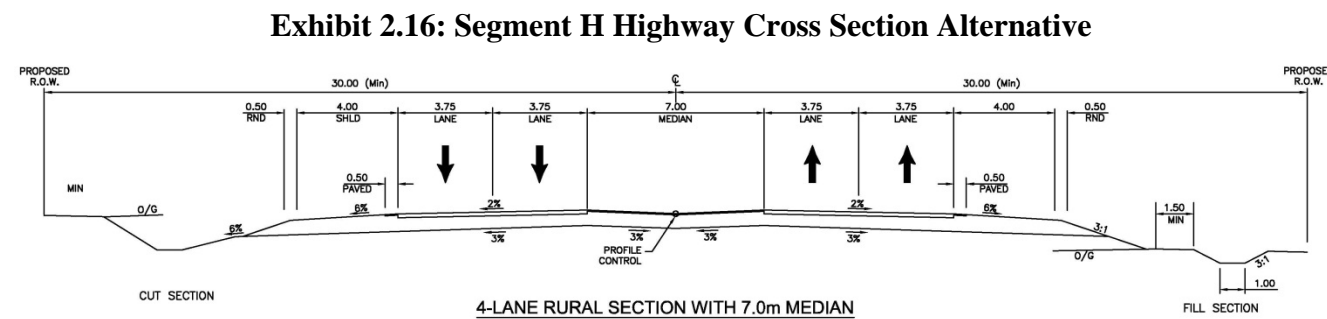 Exhibit 2.16: Segment H Highway Cross Section Alternative
PROPOSED
R.O.W.
30.00 (Min)
℄
30.00 (Min)
PROPOSE
R.O.W.
0.50
RND
4.00
SHLD
3.75
LANE
3.75
LANE
7.00
MEDIAN
3.75
LANE
3.75
LANE
4.00
0.50
RND
MIN
0.50
PAVED
0.50
PAVED
1.50
MIN
O/G
6%
6%
2%
2%
6%
3:1
3%
3%
3%
3%
PROFILE
CONTROL
O/G
3:1
1.00
CUT SECTION
4-LANE RURAL SECTION WITH 7.0m MEDIAN
FILL SECTION